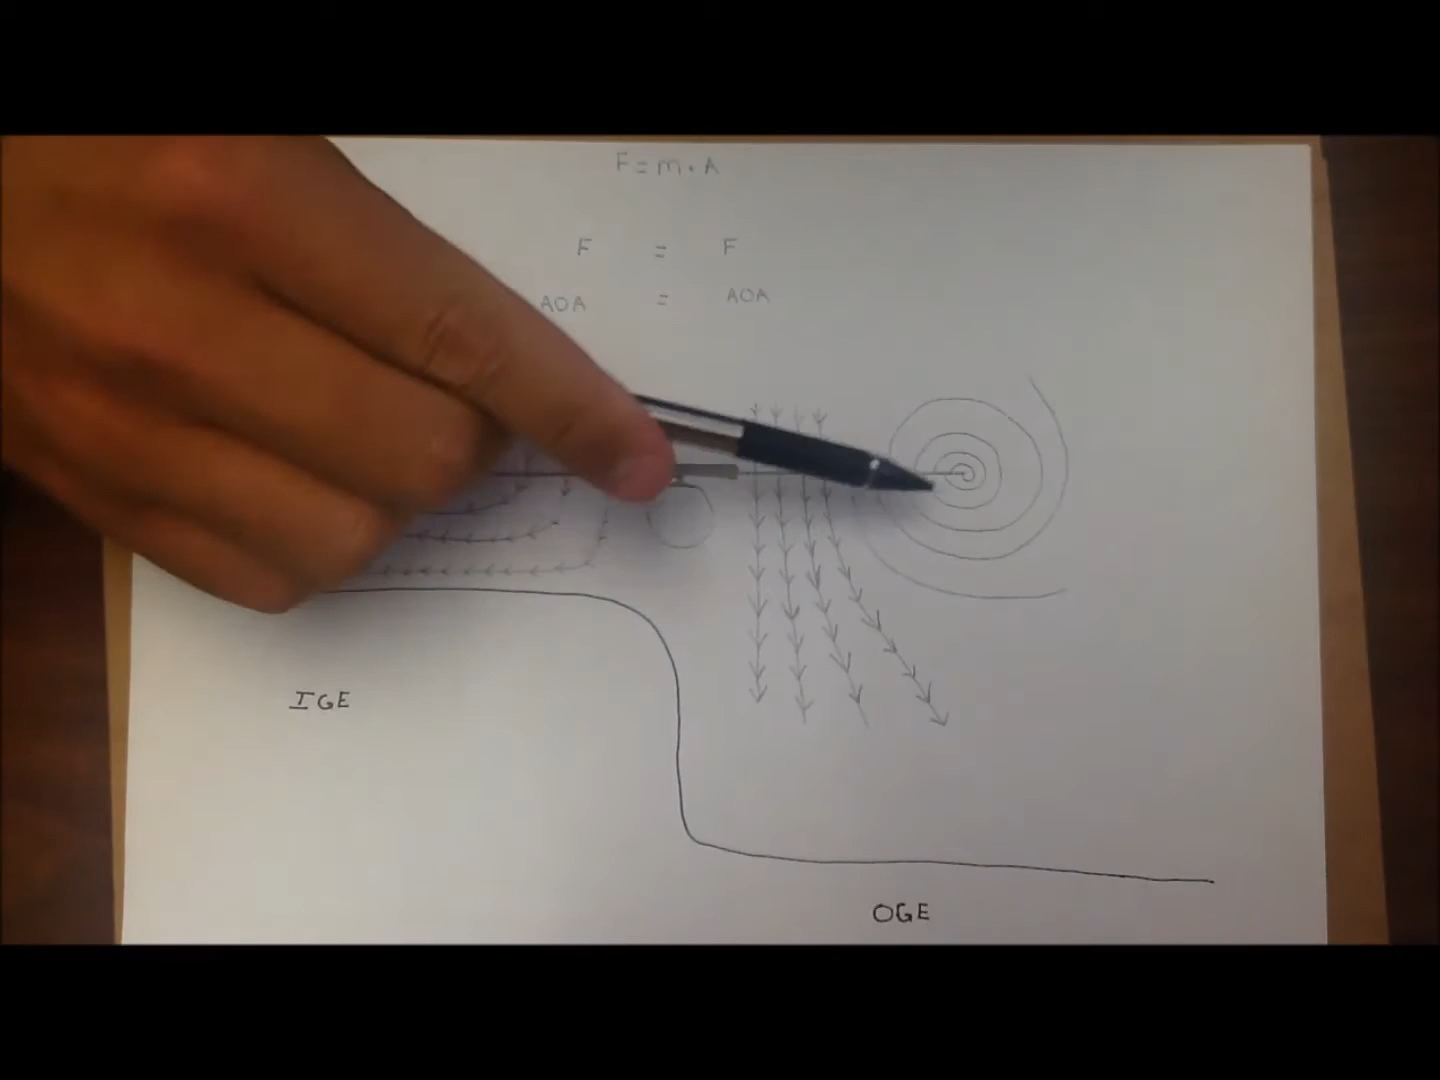 F = m · A
F = F
AOA = AOA
IGE
OGE